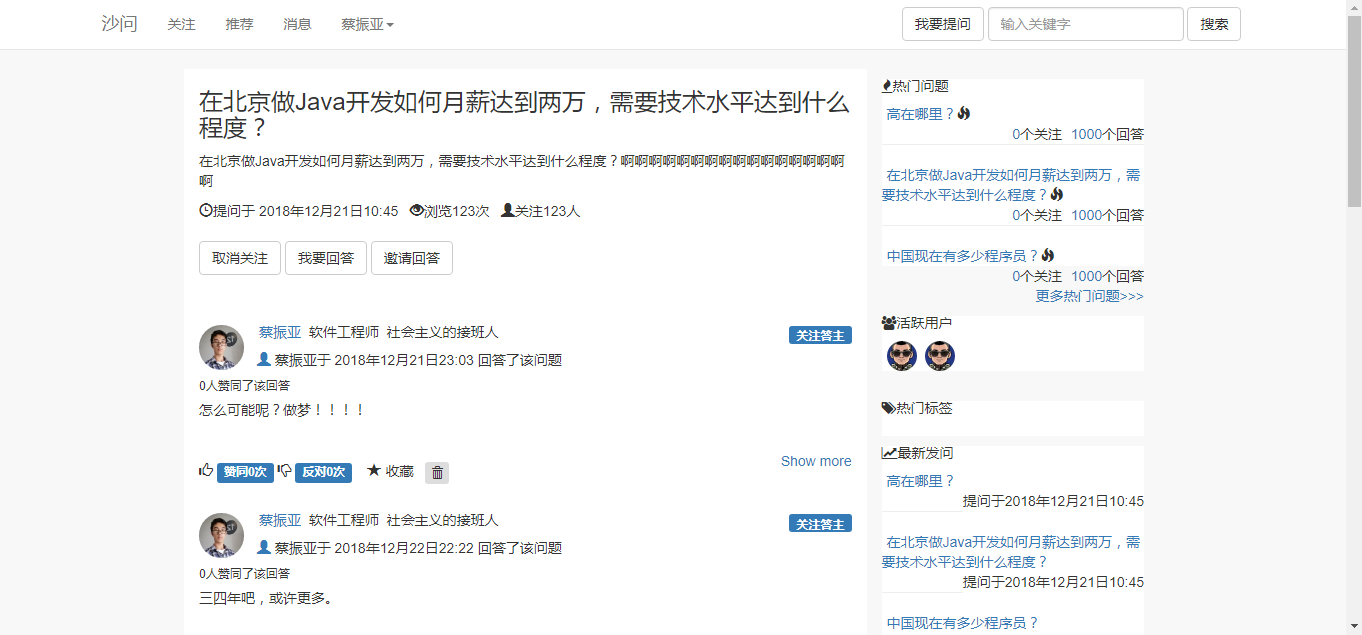 沙问 关注 推荐 消息 蔡振亚 我要提问 输入关键字 搜索
在北京做Java开发如何月薪达到两万，需要技术水平达到什么
程度？
在北京做Java开发如何月薪达到两万，需要技术水平达到什么程度？啊啊啊啊啊啊啊啊啊啊啊啊啊啊啊啊
啊
提问于 2018年12月21日10:45 浏览123次 关注123人
取消关注 我要回答 邀请回答
蔡振亚 软件工程师 社会主义的接班人 关注答主
蔡振亚于 2018年12月21日23:03 回答了该问题
0人赞同了该回答
怎么可能呢？做梦！！！！
Show more
赞同0次 反对0次 收藏
蔡振亚 软件工程师 社会主义的接班人 关注答主
蔡振亚于 2018年12月22日22:22 回答了该问题
0人赞同了该回答
三四年吧，或许更多。
热门问题
高在哪里？
0个关注 1000个回答
在北京做Java开发如何月薪达到两万，需
要技术水平达到什么程度？
0个关注 1000个回答
中国现在有多少程序员？
0个关注 1000个回答
更多热门问题>>>
活跃用户
热门标签
最新发问
高在哪里？
提问于2018年12月21日10:45
在北京做Java开发如何月薪达到两万，需
要技术水平达到什么程度？
提问于2018年12月21日10:45
中国现在有多少程序员？